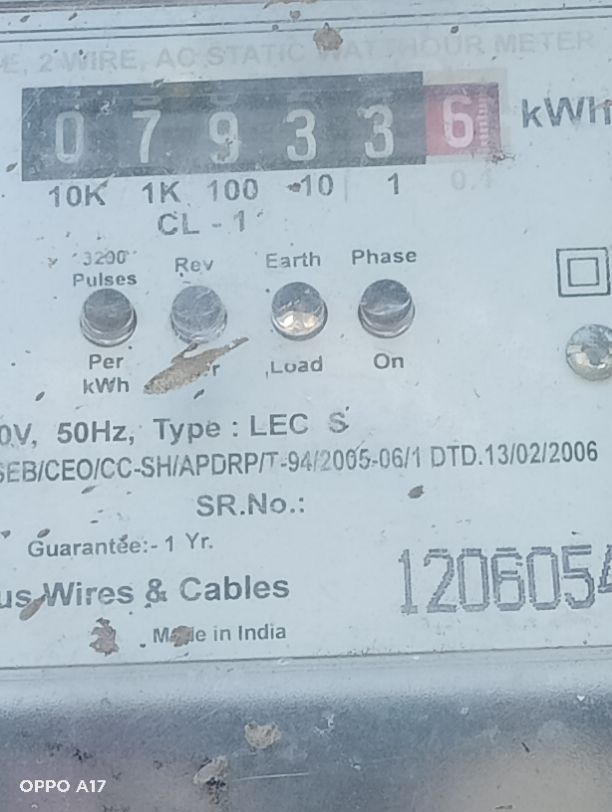 E, 2 WIRE, AC STATIC WATTHOUR METER
0 7 9 3 3 6 kWh
10K 1K 100 10 1 0.1
CL - 1
3200 Pulses Per kWh
Rev
Earth Load
Phase On
0V, 50Hz, Type : LEC S
SEB/CEO/CC-SH/APDRP/T-94/2005-06/1 DTD.13/02/2006
SR.No.:
Guarantee:- 1 Yr.
us Wires & Cables
1206054
Made in India
OPPO A17